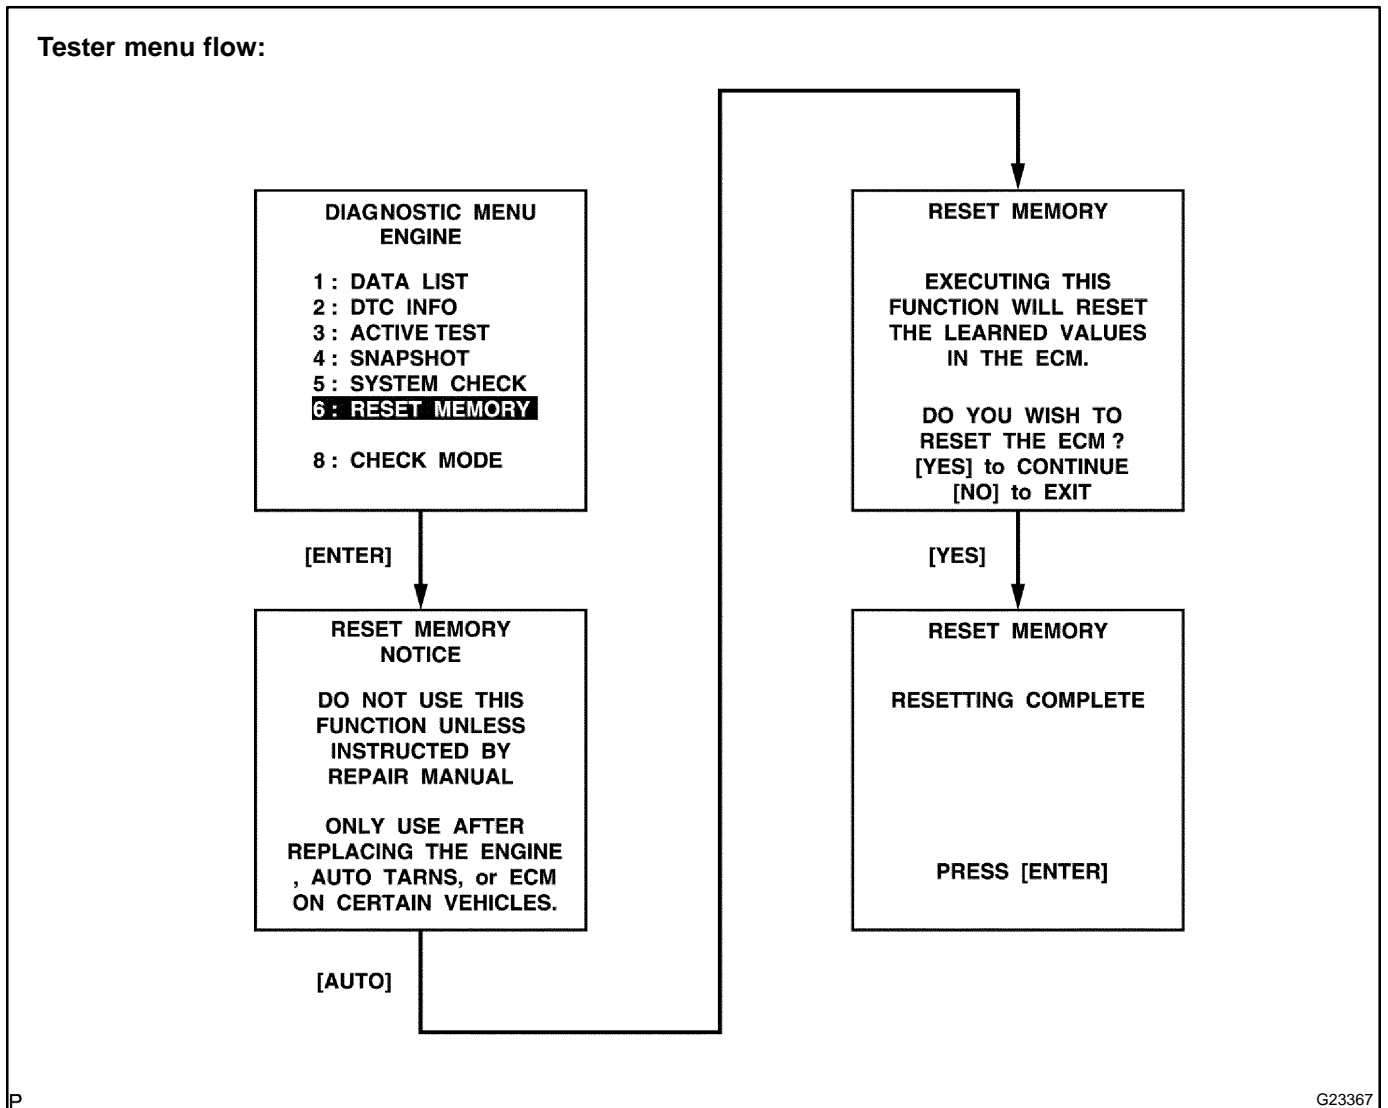 Tester menu flow:
DIAGNOSTIC MENU
ENGINE
1 : DATA LIST
2 : DTC INFO
3 : ACTIVE TEST
4 : SNAPSHOT
5 : SYSTEM CHECK
6 : RESET MEMORY
8 : CHECK MODE
[ENTER]
RESET MEMORY
NOTICE
DO NOT USE THIS
FUNCTION UNLESS
INSTRUCTED BY
REPAIR MANUAL
ONLY USE AFTER
REPLACING THE ENGINE
, AUTO TARNS, or ECM
ON CERTAIN VEHICLES.
[AUTO]
RESET MEMORY
EXECUTING THIS
FUNCTION WILL RESET
THE LEARNED VALUES
IN THE ECM.
DO YOU WISH TO
RESET THE ECM ?
[YES] to CONTINUE
[NO] to EXIT
[YES]
RESET MEMORY
RESETTING COMPLETE
PRESS [ENTER]
P
G23367